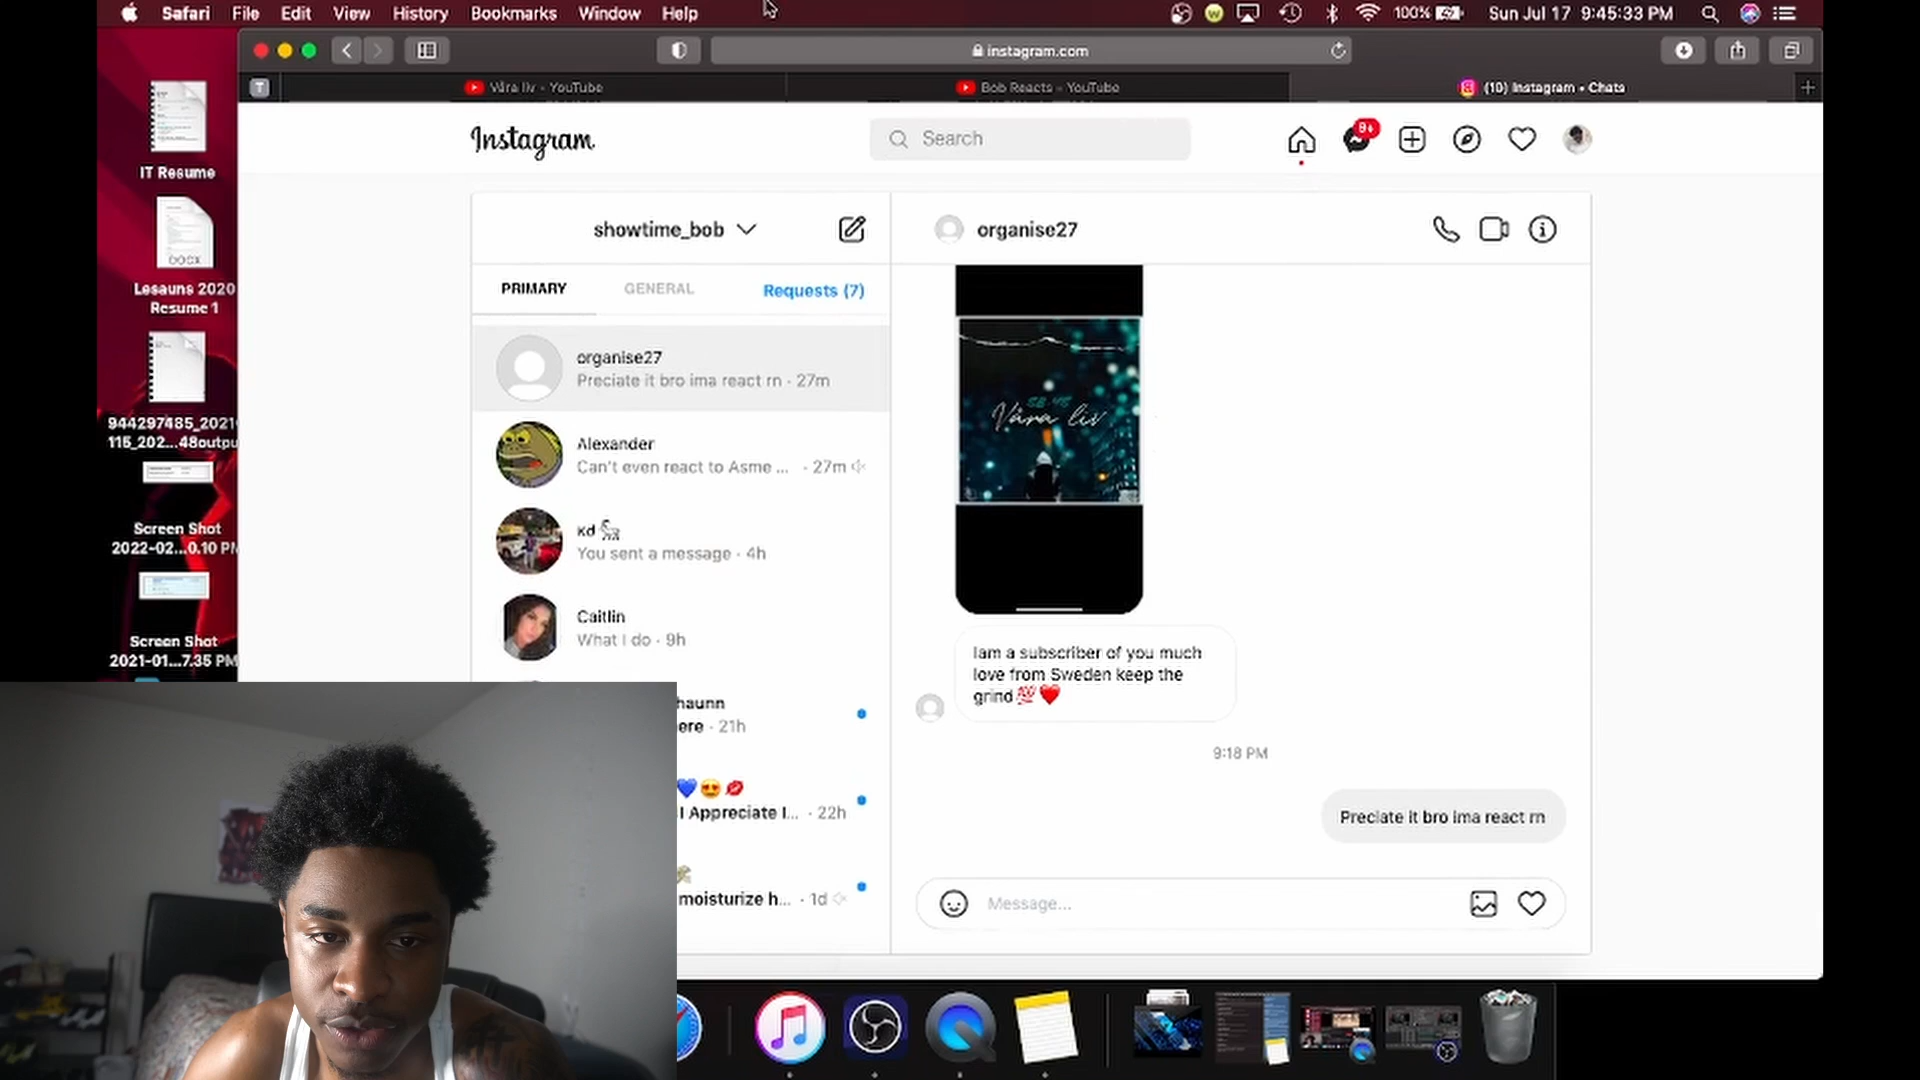 Safari File Edit View History Bookmarks Window Help
100% Sun Jul 17 9:45:33 PM
instagram.com
T
Våra liv - YouTube
Bob Reacts - YouTube
(10) Instagram • Chats
Instagram
Search
9+
IT Resume
DOCX
Lesauns 2020
Resume 1
944297485_2021
115_202...48outpu
Screen Shot
2022-02...0.10 PM
Screen Shot
2021-01...7.35 PM
showtime_bob
PRIMARY GENERAL Requests (7)
organise27
Preciate it bro ima react rn · 27m
Alexander
Can't even react to Asme ... · 27m
ĸd
You sent a message · 4h
Caitlin
What I do · 9h
haunn
ere · 21h
💙😍💋
I Appreciate I... · 22h
moisturize h... · 1d
organise27
Våra liv
Iam a subscriber of you much
love from Sweden keep the
grind💯❤️
9:18 PM
Preciate it bro ima react rn
Message...